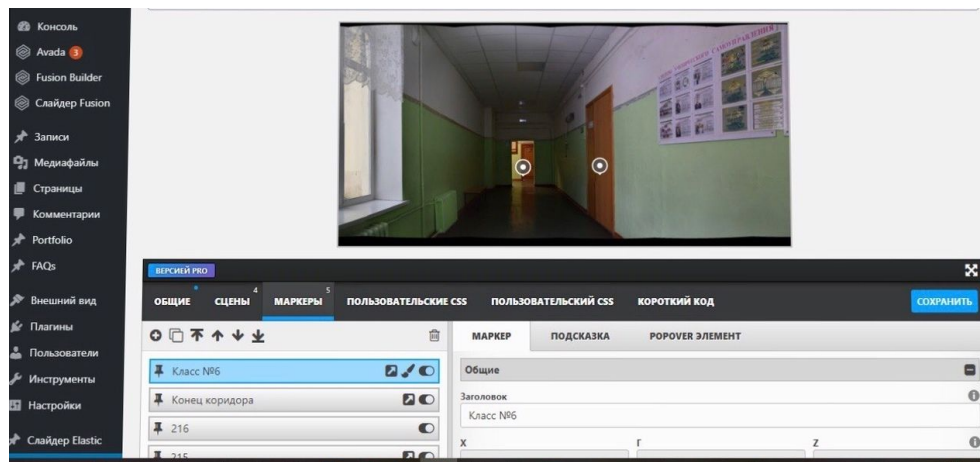 Консоль
Avada 3
Fusion Builder
Слайдер Fusion
Записи
Медиафайлы
Страницы
Комментарии
Portfolio
FAQs
Внешний вид
Плагины
Пользователи
Инструменты
Настройки
Слайдер Elastic
ВЕРСИЕЙ PRO
ОБЩИЕ СЦЕНЫ 4 МАРКЕРЫ 5 ПОЛЬЗОВАТЕЛЬСКИЕ CSS ПОЛЬЗОВАТЕЛЬСКИЙ CSS КОРОТКИЙ КОД СОХРАНИТЬ
Класс №6
Конец коридора
216
215
МАРКЕР ПОДСКАЗКА POPOVER ЭЛЕМЕНТ
Общие
Заголовок
Класс №6
X Г Z